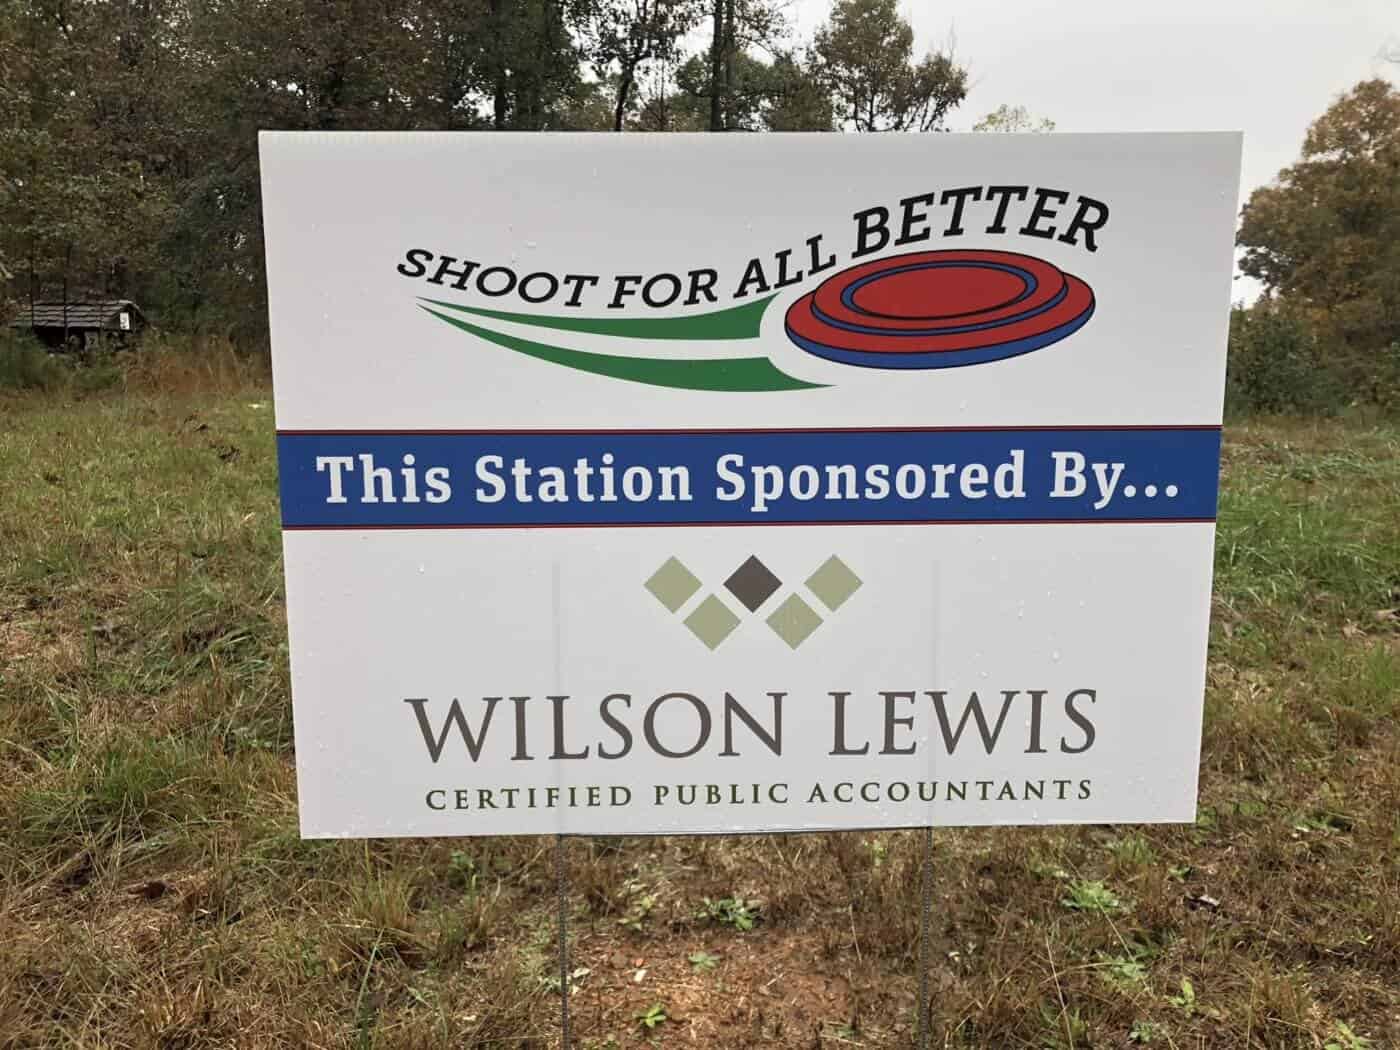 SHOOT FOR ALL BETTER
This Station Sponsored By...
WILSON LEWIS
CERTIFIED PUBLIC ACCOUNTANTS